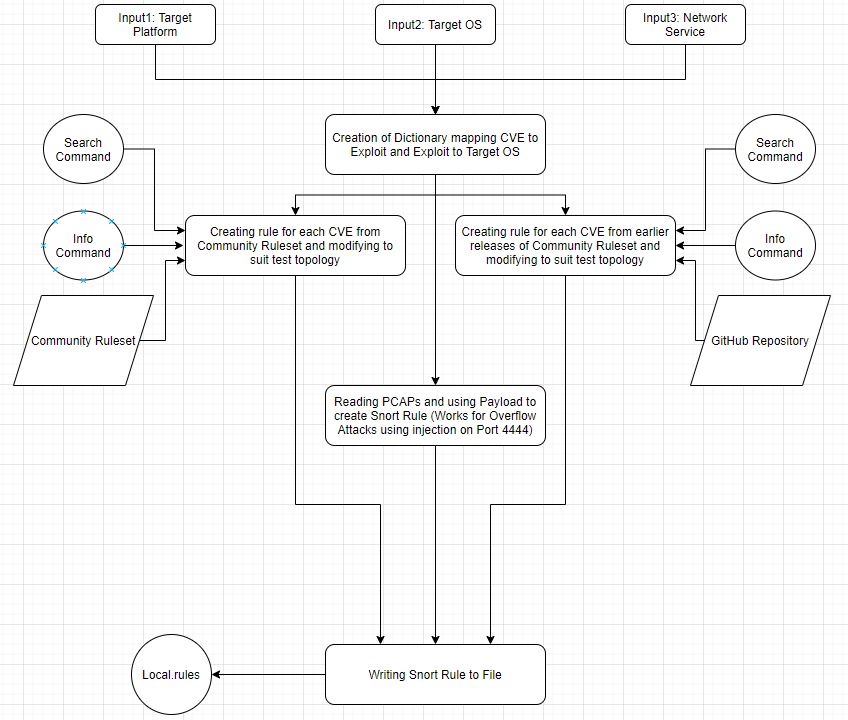 Input1: Target
Platform
Input2: Target OS
Input3: Network
Service
Search
Command
Creation of Dictionary mapping CVE to
Exploit and Exploit to Target OS
Search
Command
Info
Command
Creating rule for each CVE from
Community Ruleset and modifying to
suit test topology
Creating rule for each CVE from earlier
releases of Community Ruleset and
modifying to suit test topology
Info
Command
Community Ruleset
GitHub Repository
Reading PCAPs and using Payload to
create Snort Rule (Works for Overflow
Attacks using injection on Port 4444)
Local.rules
Writing Snort Rule to File